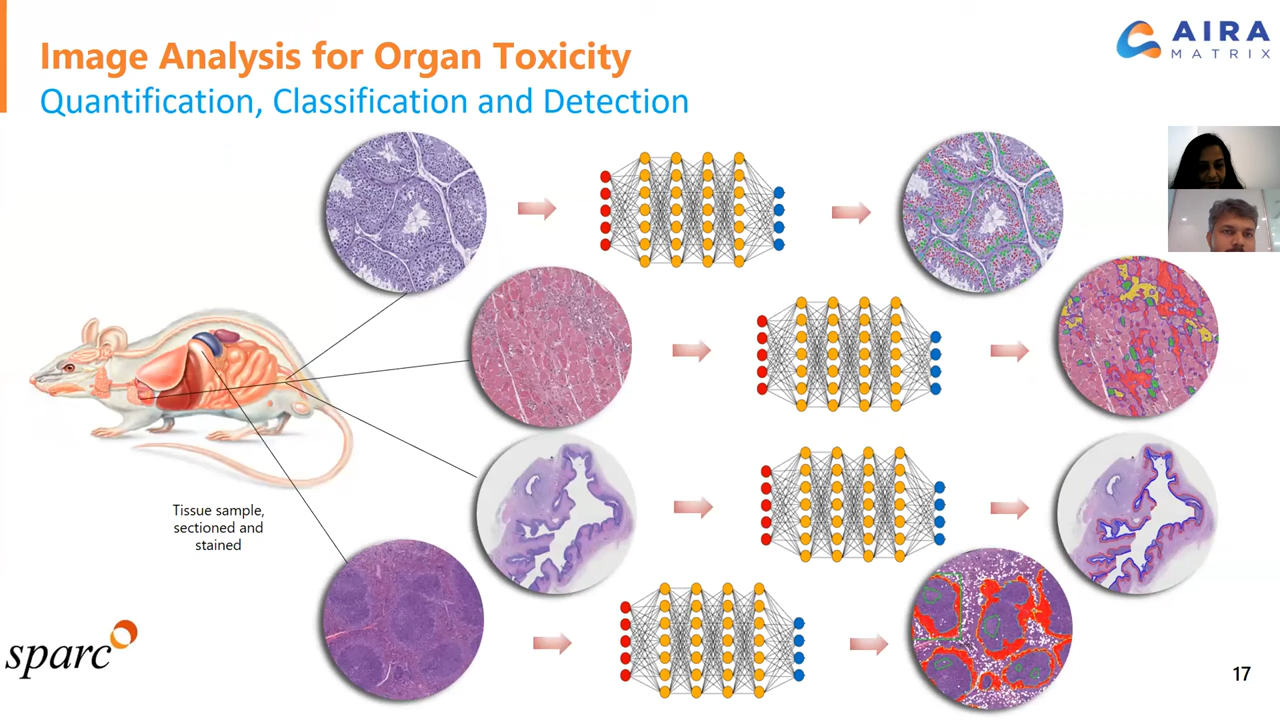 Image Analysis for Organ Toxicity
Quantification, Classification and Detection
AIRA
MATRIX
Tissue sample,
sectioned and
stained
sparc
17